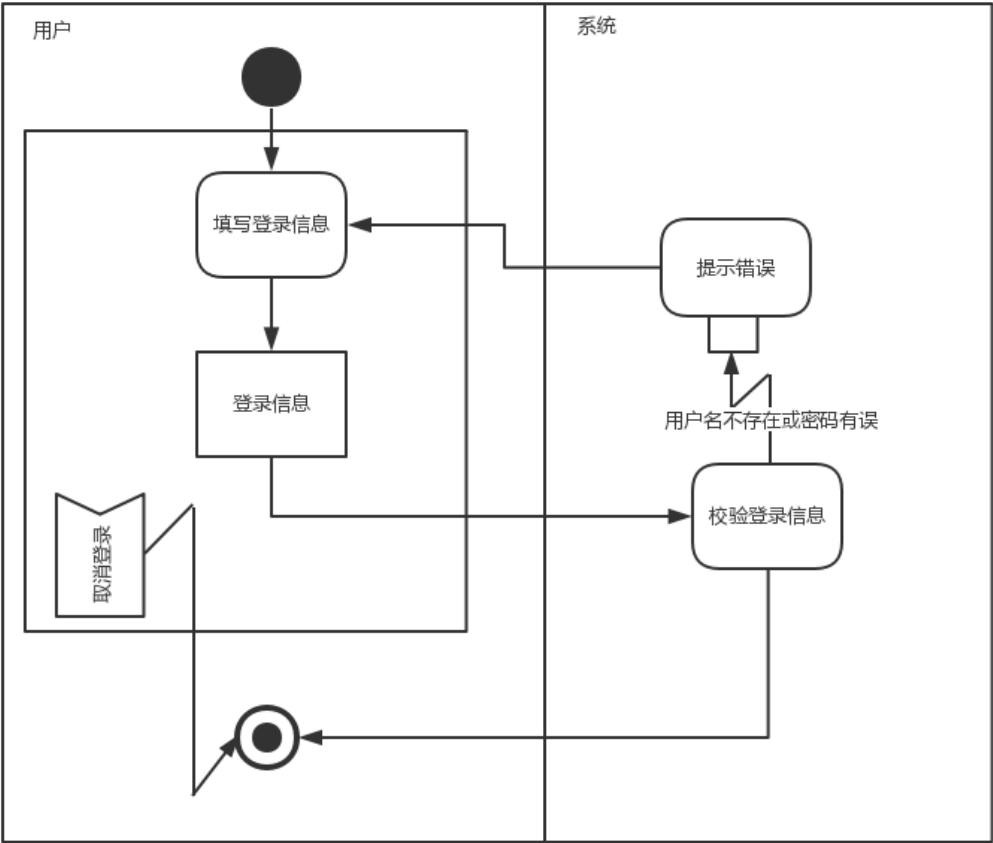 用户
系统
填写登录信息
提示错误
登录信息
用户名不存在或密码有误
校验登录信息
取消登录